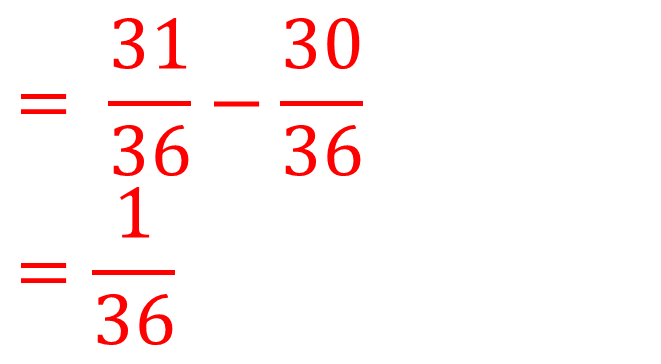 = 31/36 − 30/36
= 1/36